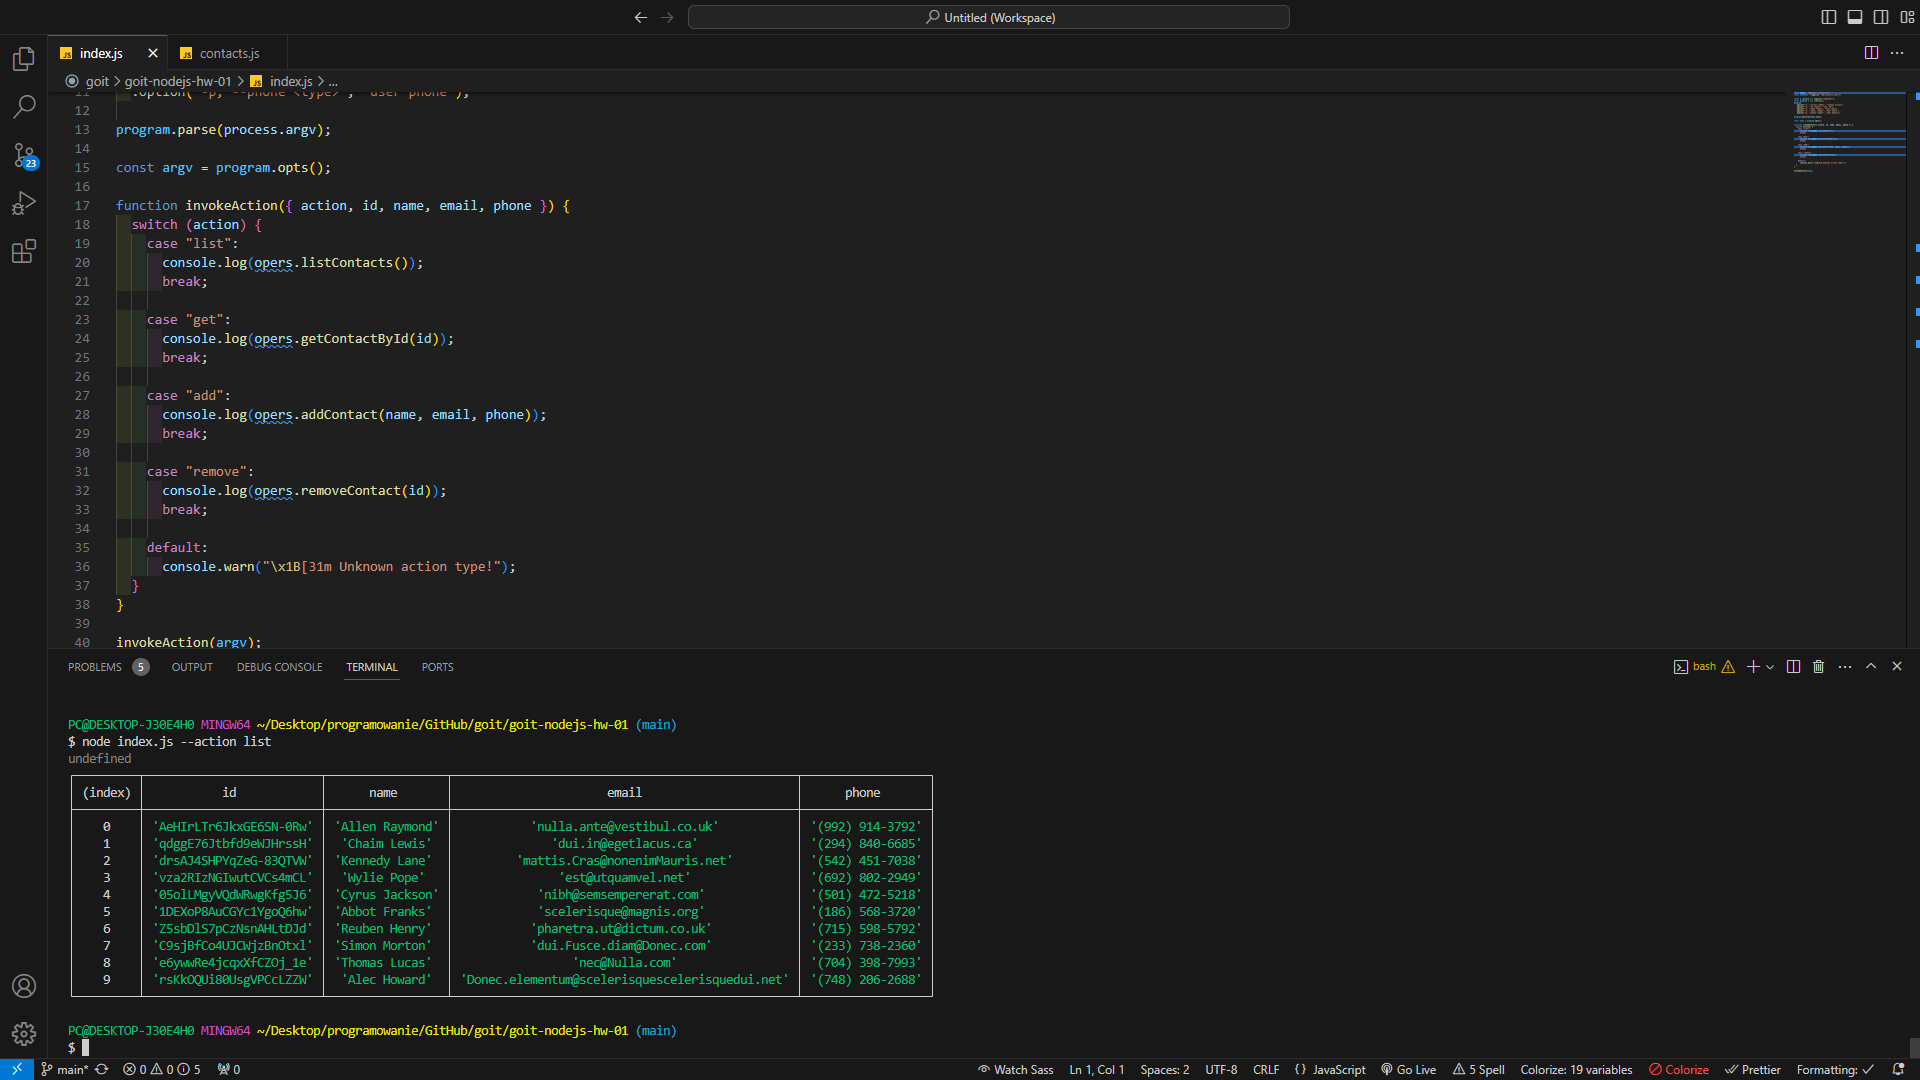 Untitled (Workspace)
index.js
contacts.js
goit > goit-nodejs-hw-01 > index.js > ...
11 .option("-p, --phone <type>", "user phone");
12
13 program.parse(process.argv);
14
15 const argv = program.opts();
16
17 function invokeAction({ action, id, name, email, phone }) {
18 switch (action) {
19 case "list":
20 console.log(opers.listContacts());
21 break;
22
23 case "get":
24 console.log(opers.getContactById(id));
25 break;
26
27 case "add":
28 console.log(opers.addContact(name, email, phone));
29 break;
30
31 case "remove":
32 console.log(opers.removeContact(id));
33 break;
34
35 default:
36 console.warn("\x1B[31m Unknown action type!");
37 }
38 }
39
40 invokeAction(argv);
PROBLEMS 5 OUTPUT DEBUG CONSOLE TERMINAL PORTS
bash
PC@DESKTOP-J30E4H0 MINGW64 ~/Desktop/programowanie/GitHub/goit/goit-nodejs-hw-01 (main)
$ node index.js --action list
undefined
(index) id name email phone
0 'AeHIrLTr6JkxGE6SN-0Rw' 'Allen Raymond' 'nulla.ante@vestibul.co.uk' '(992) 914-3792'
1 'qdggE76Jtbfd9eWJHrssH' 'Chaim Lewis' 'dui.in@egetlacus.ca' '(294) 840-6685'
2 'drsAJ4SHPYqZeG-83QTVW' 'Kennedy Lane' 'mattis.Cras@nonenimMauris.net' '(542) 451-7038'
3 'vza2RIzNGIwutCVCs4mCL' 'Wylie Pope' 'est@utquamvel.net' '(692) 802-2949'
4 '05olLMgyVQdWRwgKfg5J6' 'Cyrus Jackson' 'nibh@semsempererat.com' '(501) 472-5218'
5 '1DEXoP8AuCGYc1YgoQ6hw' 'Abbot Franks' 'scelerisque@magnis.org' '(186) 568-3720'
6 'Z5sbDlS7pCzNsnAHLtDJd' 'Reuben Henry' 'pharetra.ut@dictum.co.uk' '(715) 598-5792'
7 'C9sjBfCo4UJCWjzBnOtxl' 'Simon Morton' 'dui.Fusce.diam@Donec.com' '(233) 738-2360'
8 'e6ywwRe4jcqxXfCZOj_1e' 'Thomas Lucas' 'nec@Nulla.com' '(704) 398-7993'
9 'rsKkOQUi80UsgVPCcLZZW' 'Alec Howard' 'Donec.elementum@scelerisquescelerisquedui.net' '(748) 206-2688'
PC@DESKTOP-J30E4H0 MINGW64 ~/Desktop/programowanie/GitHub/goit/goit-nodejs-hw-01 (main)
$
23
main* 0 0 5 0 Watch Sass Ln 1, Col 1 Spaces: 2 UTF-8 CRLF {} JavaScript Go Live 5 Spell Colorize: 19 variables Colorize Prettier Formatting: